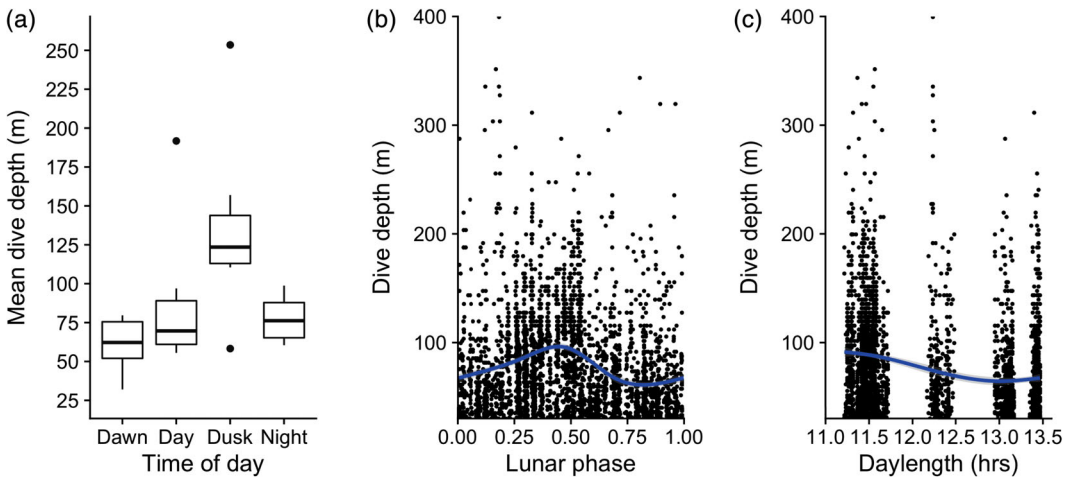 (a)
Mean dive depth (m)
250
225
200
175
150
125
100
75
50
25
Dawn Day Dusk Night
Time of day
(b)
Dive depth (m)
400
300
200
100
0.00 0.25 0.50 0.75 1.00
Lunar phase
(c)
Dive depth (m)
400
300
200
100
11.0 11.5 12.0 12.5 13.0 13.5
Daylength (hrs)